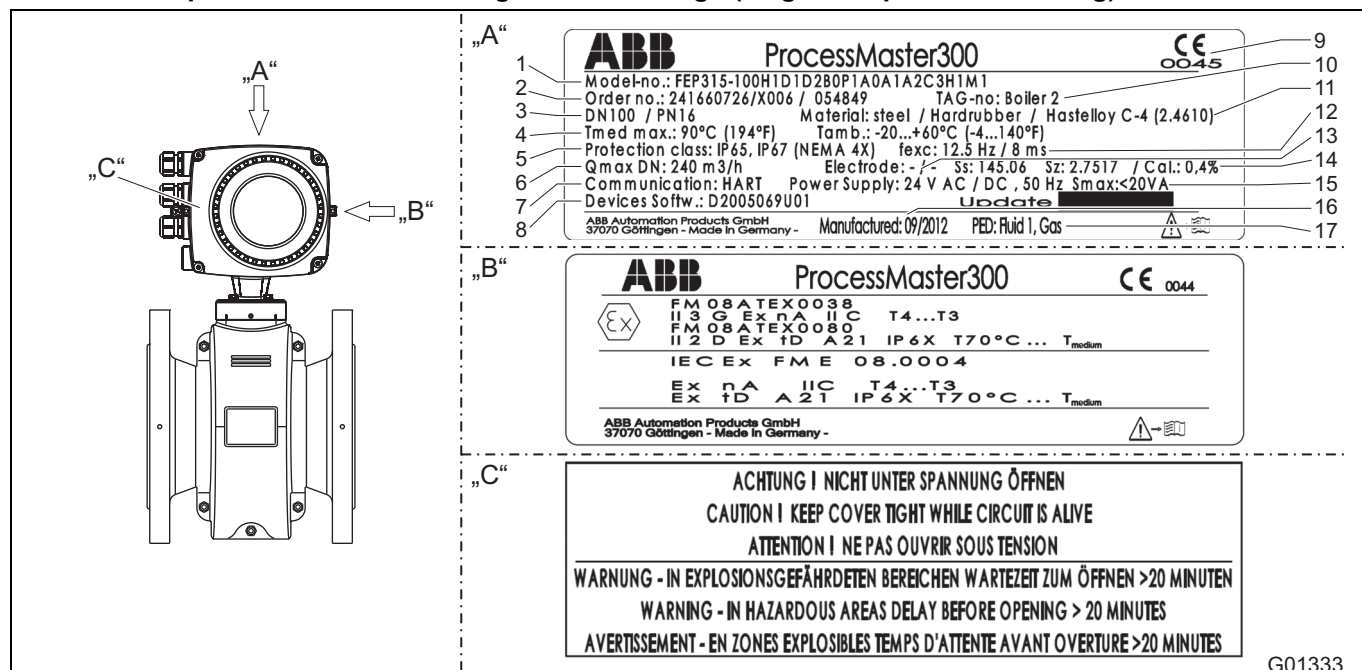 „A“
„C“
„B“
„A“
ABB ProcessMaster300 CE
0045
Model-no.: FEP315-100H1D1D2B0P1A0A1A2C3H1M1
Order no.: 241660726/X006 / 054849 TAG-no: Boiler 2
DN100 / PN16 Material: steel / Hardrubber / Hastelloy C-4 (2.4610)
Tmed max.: 90°C (194°F) Tamb.: -20...+60°C (-4...140°F)
Protection class: IP65, IP67 (NEMA 4X) fexc: 12.5 Hz / 8 ms
Qmax DN: 240 m3/h Electrode: - / - Ss: 145.06 Sz: 2.7517 / Cal.: 0,4%
Communication: HART Power Supply: 24 V AC / DC , 50 Hz Smax:<20VA
Devices Softw.: D2005069U01 Update
ABB Automation Products GmbH
37070 Göttingen - Made in Germany -
Manufactured: 09/2012 PED: Fluid 1, Gas
1
2
3
4
5
6
7
8
9
10
11
12
13
14
15
16
17
„B“
ABB ProcessMaster300 CE 0044
Ex
FM 08ATEX0038
II 3 G Ex nA IIC T4...T3
FM 08ATEX0080
II 2 D Ex tD A21 IP6X T70°C ... Tmedium
IECEx FME 08.0004
Ex nA IIC T4...T3
Ex tD A21 IP6X T70°C ... Tmedium
ABB Automation Products GmbH
37070 Göttingen - Made in Germany -
„C“
ACHTUNG ! NICHT UNTER SPANNUNG ÖFFNEN
CAUTION ! KEEP COVER TIGHT WHILE CIRCUIT IS ALIVE
ATTENTION ! NE PAS OUVRIR SOUS TENSION
WARNUNG - IN EXPLOSIONSGEFÄHRDETEN BEREICHEN WARTEZEIT ZUM ÖFFNEN >20 MINUTEN
WARNING - IN HAZARDOUS AREAS DELAY BEFORE OPENING > 20 MINUTES
AVERTISSEMENT - EN ZONES EXPLOSIBLES TEMPS D'ATTENTE AVANT OVERTURE >20 MINUTES
G01333